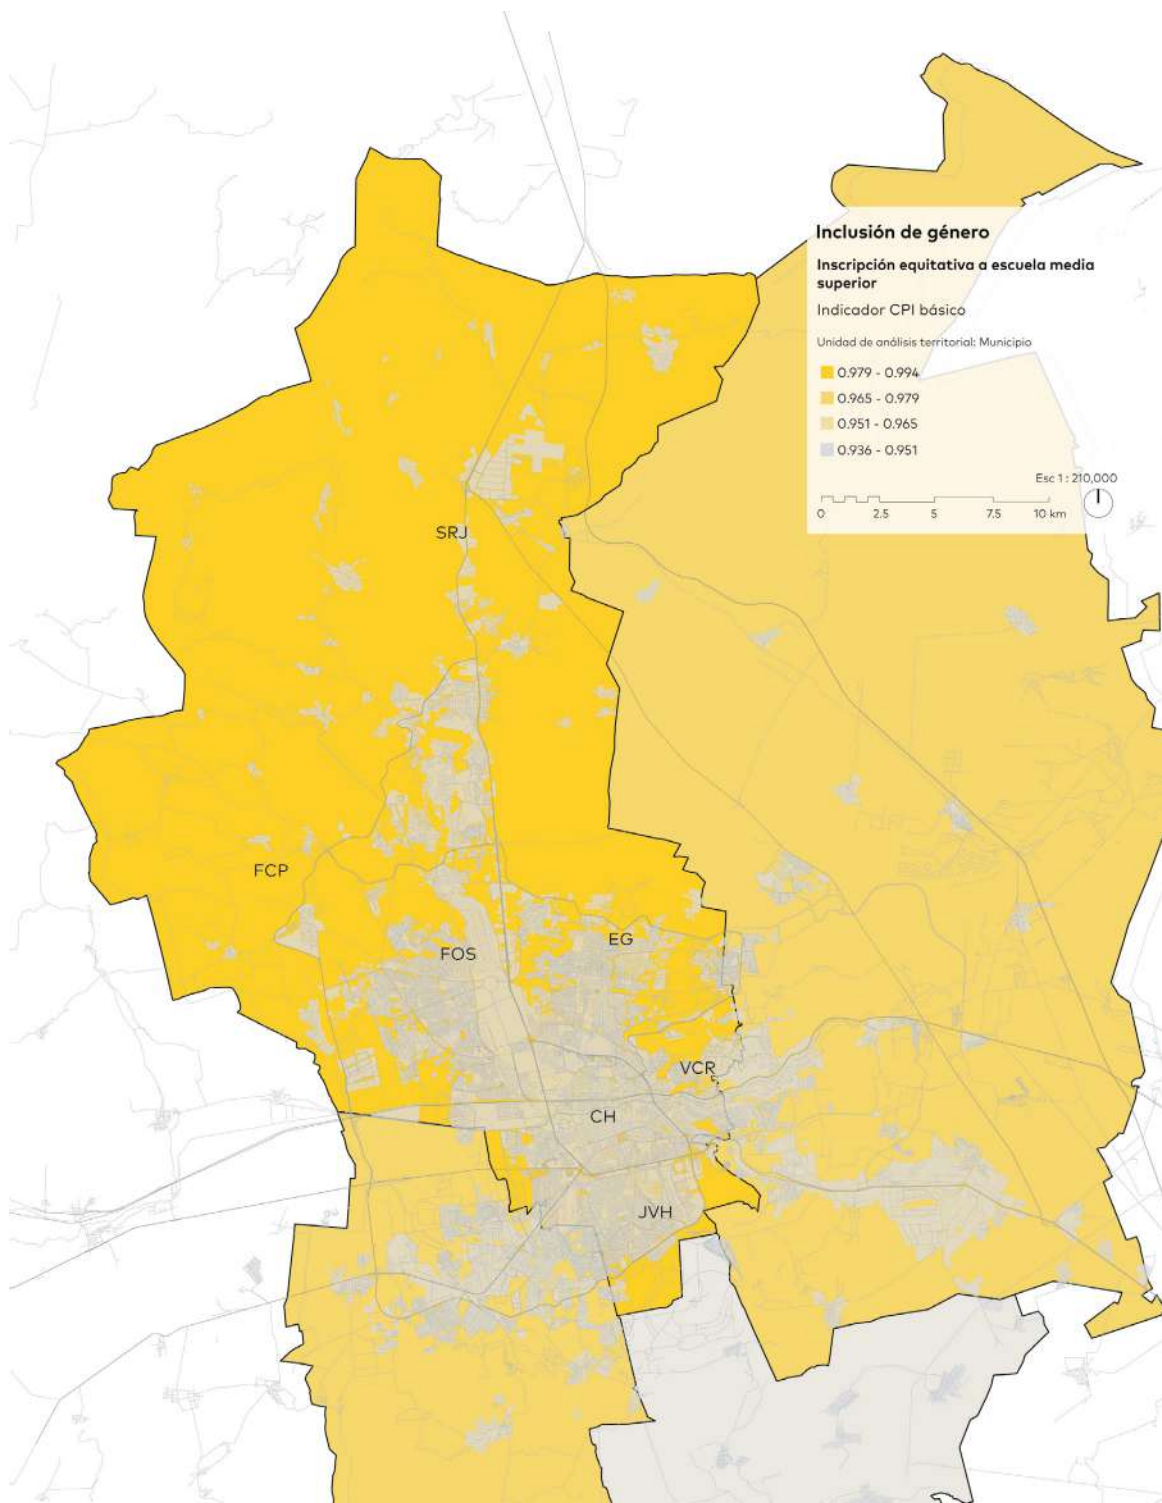 Inclusión de género
Inscripción equitativa a escuela media
superior
Indicador CPI básico
Unidad de análisis territorial: Municipio
0.979 - 0.994
0.965 - 0.979
0.951 - 0.965
0.936 - 0.951
Esc 1 : 210,000
0 2.5 5 7.5 10 km
SRJ
FCP
FOS
EG
VCR
CH
JVH